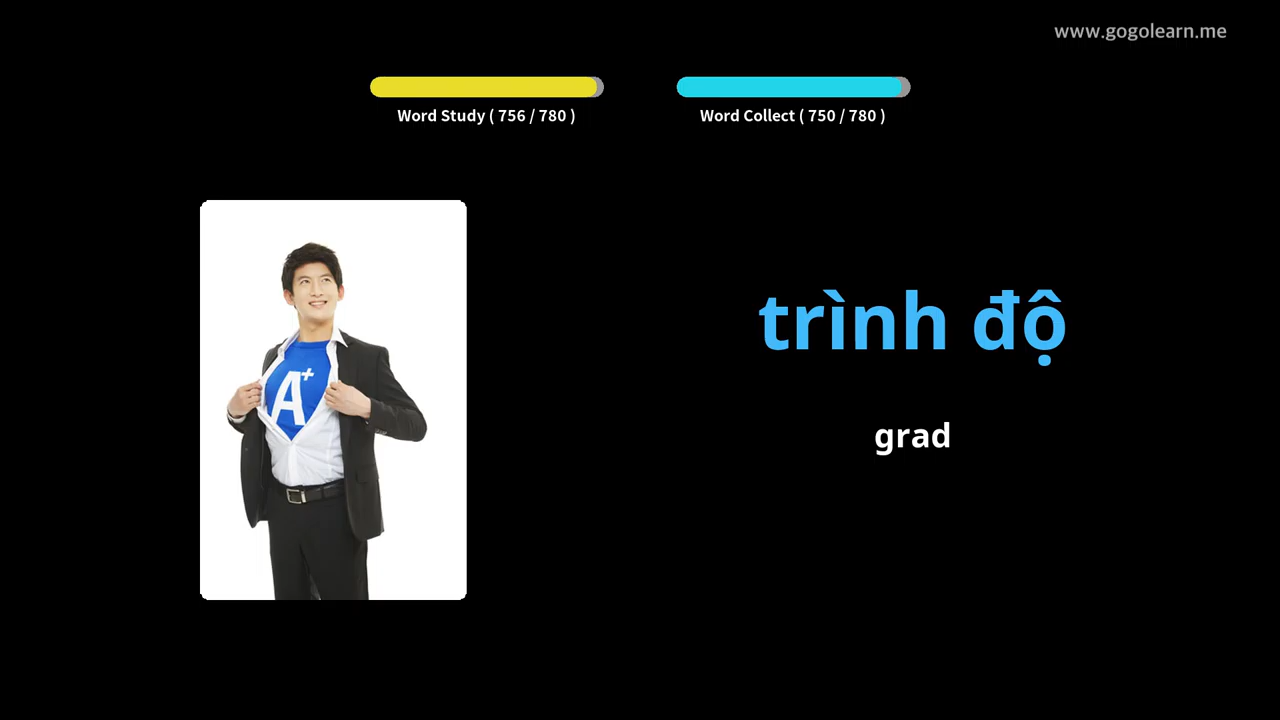 www.gogolearn.me
Word Study ( 756 / 780 )
Word Collect ( 750 / 780 )
A+
trình độ
grad